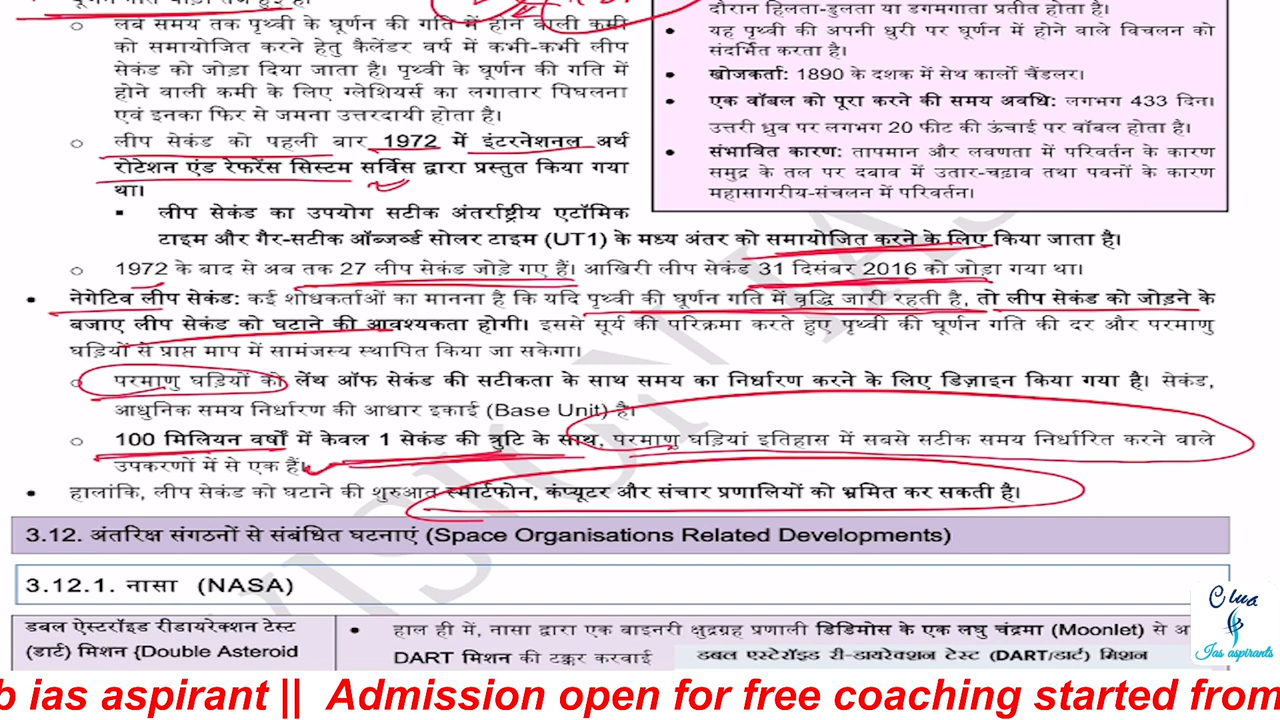 लंबे समय तक पृथ्वी के घूर्णन की गति में होने वाली कमी
को समायोजित करने हेतु कैलेंडर वर्ष में कभी-कभी लीप
सेकंड को जोड़ा दिया जाता है। पृथ्वी के घूर्णन की गति में
होने वाली कमी के लिए ग्लेशियर्स का लगातार पिघलना
एवं इनका फिर से जमना उत्तरदायी होता है।
लीप सेकंड को पहली बार 1972 में इंटरनेशनल अर्थ
रोटेशन एंड रेफरेंस सिस्टम सर्विस द्वारा प्रस्तुत किया गया
था।
लीप सेकंड का उपयोग सटीक अंतर्राष्ट्रीय एटॉमिक
टाइम और गैर-सटीक ऑब्जर्व्ड सोलर टाइम (UT1) के मध्य अंतर को समायोजित करने के लिए किया जाता है।
1972 के बाद से अब तक 27 लीप सेकंड जोड़े गए हैं। आखिरी लीप सेकंड 31 दिसंबर 2016 को जोड़ा गया था।
नेगेटिव लीप सेकंड: कई शोधकर्ताओं का मानना है कि यदि पृथ्वी की घूर्णन गति में वृद्धि जारी रहती है, तो लीप सेकंड को जोड़ने के
बजाए लीप सेकंड को घटाने की आवश्यकता होगी। इससे सूर्य की परिक्रमा करते हुए पृथ्वी की घूर्णन गति की दर और परमाणु
घड़ियों से प्राप्त माप में सामंजस्य स्थापित किया जा सकेगा।
परमाणु घड़ियों को लेंथ ऑफ सेकंड की सटीकता के साथ समय का निर्धारण करने के लिए डिज़ाइन किया गया है। सेकंड,
आधुनिक समय निर्धारण की आधार इकाई (Base Unit) है।
100 मिलियन वर्षों में केवल 1 सेकंड की त्रुटि के साथ, परमाणु घड़ियां इतिहास में सबसे सटीक समय निर्धारित करने वाले
उपकरणों में से एक हैं।
हालांकि, लीप सेकंड को घटाने की शुरुआत स्मार्टफोन, कंप्यूटर और संचार प्रणालियों को भ्रमित कर सकती है।
दौरान हिलता-डुलता या डगमगाता प्रतीत होता है।
यह पृथ्वी की अपनी धुरी पर घूर्णन में होने वाले विचलन को
संदर्भित करता है।
खोजकर्ता: 1890 के दशक में सेथ कार्लो चैंडलर।
एक वॉबल को पूरा करने की समय अवधि: लगभग 433 दिन।
उत्तरी ध्रुव पर लगभग 20 फीट की ऊंचाई पर वॉबल होता है।
संभावित कारण: तापमान और लवणता में परिवर्तन के कारण
समुद्र के तल पर दबाव में उतार-चढ़ाव तथा पवनों के कारण
महासागरीय-संचलन में परिवर्तन।
3.12. अंतरिक्ष संगठनों से संबंधित घटनाएं (Space Organisations Related Developments)
3.12.1. नासा (NASA)
डबल ऐस्टरॉइड रीडायरेक्शन टेस्ट
(डार्ट) मिशन {Double Asteroid
हाल ही में, नासा द्वारा एक बाइनरी क्षुद्रग्रह प्रणाली डिडिमोस के एक लघु चंद्रमा (Moonlet) से अ
DART मिशन की टक्कर करवाई
डबल एस्टेरॉइड री-डायरेक्शन टेस्ट (DART/डार्ट) मिशन
VISION IAS
Ias aspirants
b ias aspirant || Admission open for free coaching started from